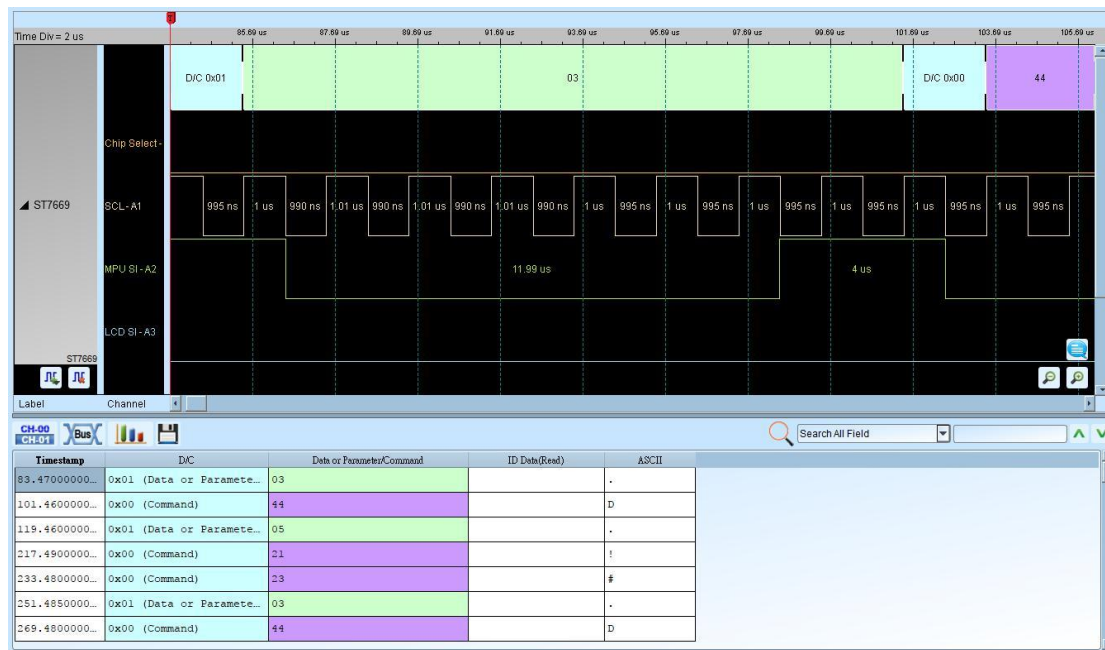 Time Div = 2 us
85.69 us 87.69 us 89.69 us 91.69 us 93.69 us 95.69 us 97.69 us 99.69 us 101.69 us 103.69 us 105.69 us
D/C 0x01 03 D/C 0x00 44
Chip Select-
ST7669
SCL-A1 995 ns 1 us 990 ns 1.01 us 990 ns 1.01 us 990 ns 1.01 us 990 ns 1 us 995 ns 1 us 995 ns 1 us 995 ns 1 us 995 ns 1 us 995 ns 1 us 995 ns
MPU SI-A2 11.99 us 4 us
LCD SI-A3
ST7669
Label Channel
CH-00
CH-01 Bus Search All Field
Timestamp D/C Data or Parameter/Command ID Data(Read) ASCII
83.47000000... 0x01 (Data or Paramete... 03 .
101.4600000... 0x00 (Command) 44 D
119.4600000... 0x01 (Data or Paramete... 05 .
217.4900000... 0x00 (Command) 21 !
233.4800000... 0x00 (Command) 23 #
251.4850000... 0x01 (Data or Paramete... 03 .
269.4800000... 0x00 (Command) 44 D